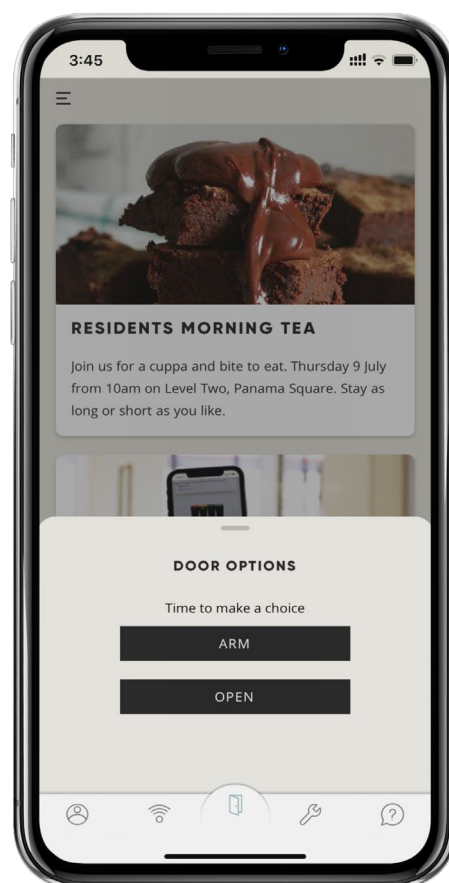 3:45
RESIDENTS MORNING TEA
Join us for a cuppa and bite to eat. Thursday 9 July
from 10am on Level Two, Panama Square. Stay as
long or short as you like.
DOOR OPTIONS
Time to make a choice
ARM
OPEN